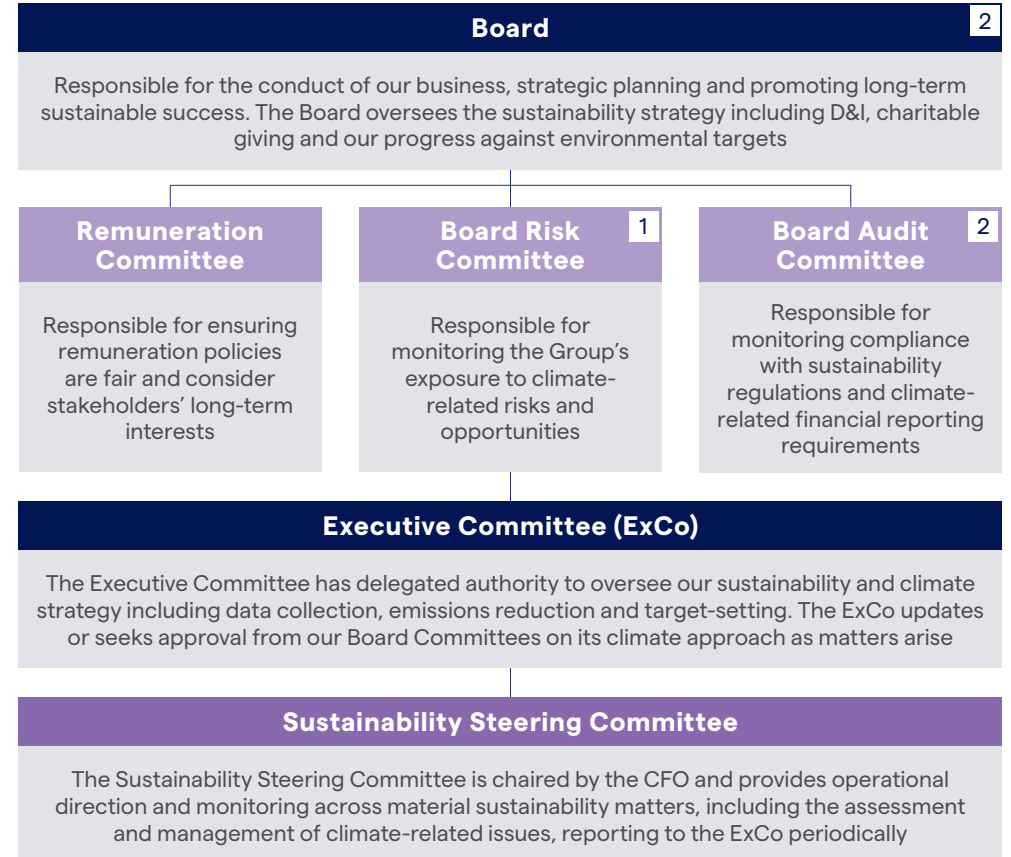 Board
2
Responsible for the conduct of our business, strategic planning and promoting long-term
sustainable success. The Board oversees the sustainability strategy including D&I, charitable
giving and our progress against environmental targets
Remuneration
Committee
Responsible for ensuring
remuneration policies
are fair and consider
stakeholders’ long-term
interests
Board Risk
Committee
1
Responsible for
monitoring the Group’s
exposure to climate-
related risks and
opportunities
Board Audit
Committee
2
Responsible for
monitoring compliance
with sustainability
regulations and climate-
related financial reporting
requirements
Executive Committee (ExCo)
The Executive Committee has delegated authority to oversee our sustainability and climate
strategy including data collection, emissions reduction and target-setting. The ExCo updates
or seeks approval from our Board Committees on its climate approach as matters arise
Sustainability Steering Committee
The Sustainability Steering Committee is chaired by the CFO and provides operational
direction and monitoring across material sustainability matters, including the assessment
and management of climate-related issues, reporting to the ExCo periodically